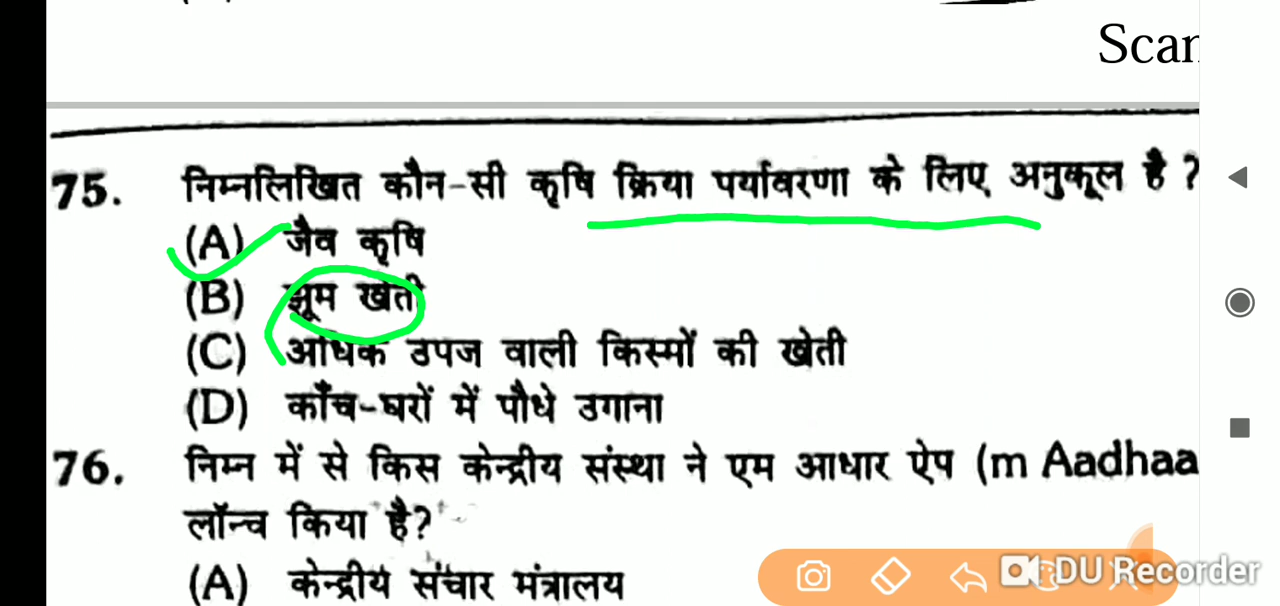 Scan
75. निम्नलिखित कौन-सी कृषि क्रिया पर्यावरणा के लिए अनुकूल है ?
(A) जैव कृषि
(B) झूम खेती
(C) अधिक उपज वाली किस्मों की खेती
(D) काँच-घरों में पौधे उगाना
76. निम्न में से किस केन्द्रीय संस्था ने एम आधार ऐप (m Aadhaa
लॉन्च किया है?
(A) केन्द्रीय संचार मंत्रालय
DU Recorder